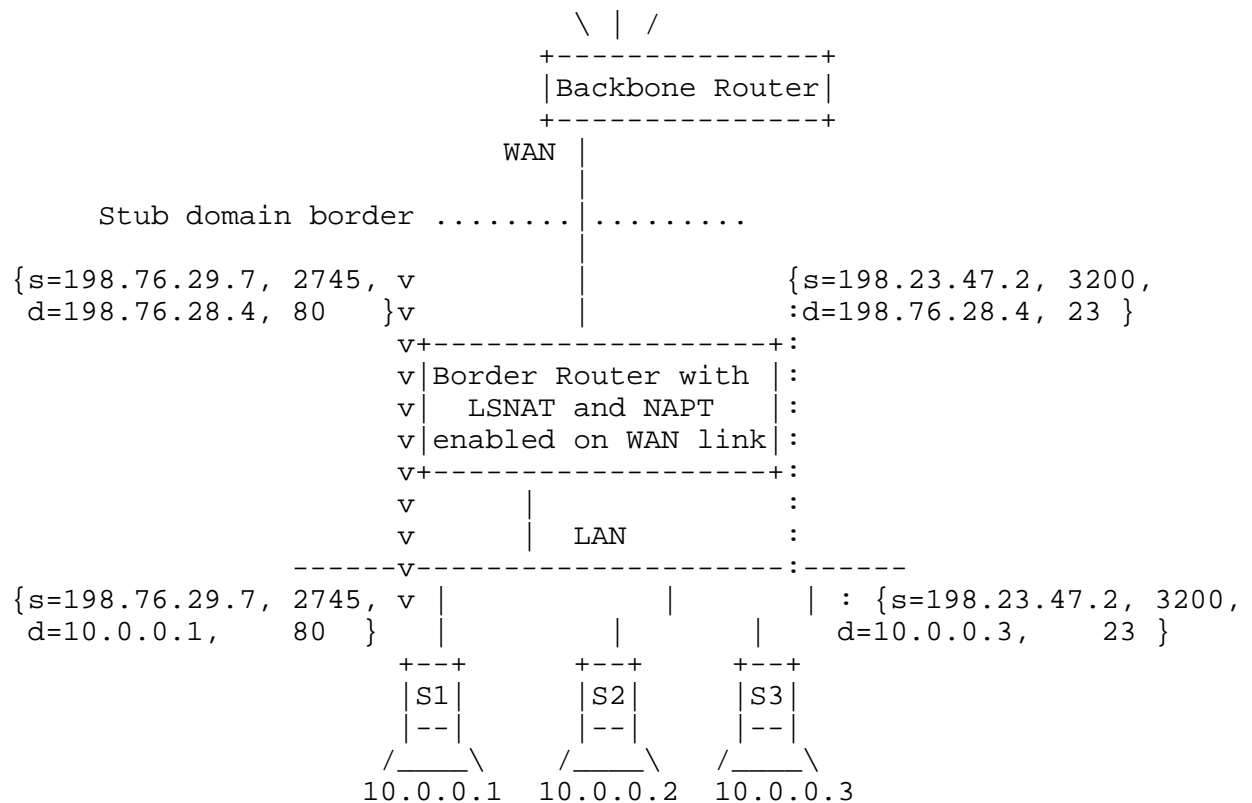 \ | /
                              +---------------+
                              |Backbone Router|
                              +---------------+
                            WAN |
                                |
     Stub domain border ........|.........
                                |
{s=198.76.29.7, 2745, v         |           {s=198.23.47.2, 3200,
 d=198.76.28.4, 80   }v         |           :d=198.76.28.4, 23 }
                      v+-------------------+:
                      v|Border Router with |:
                      v|  LSNAT and NAPT   |:
                      v|enabled on WAN link|:
                      v+-------------------+:
                      v      |              :
                      v      |  LAN         :
                ------v---------------------:------
{s=198.76.29.7, 2745, v |            |       | : {s=198.23.47.2, 3200,
 d=10.0.0.1,    80  }   |         |       |    d=10.0.0.3,    23 }
                      +--+      +--+     +--+
                      |S1|      |S2|     |S3|
                      |--|      |--|     |--|
                     /____\    /____\   /____\
                    10.0.0.1  10.0.0.2  10.0.0.3